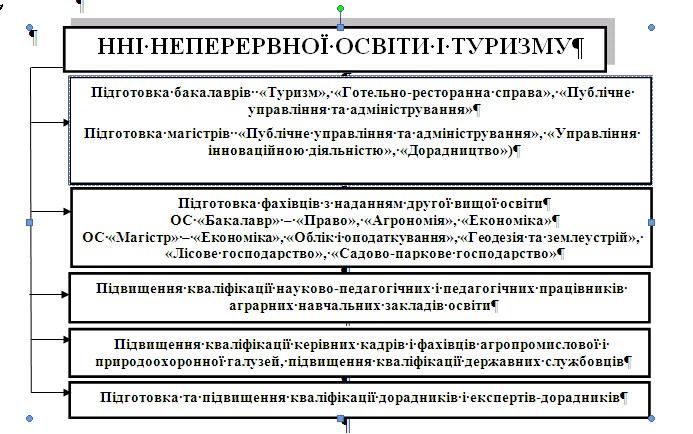 ННІ НЕПЕРЕРВНОЇ ОСВІТИ І ТУРИЗМУ¶
Підготовка бакалаврів «Туризм», «Готельно-ресторанна справа», «Публічне
управління та адміністрування»¶
Підготовка магістрів «Публічне управління та адміністрування», «Управління
інноваційною діяльністю», «Дорадництво»)¶
Підготовка фахівців з наданням другої вищої освіти¶
ОС «Бакалавр» – «Право», «Агрономія», «Економіка»¶
ОС «Магістр» – «Економіка», «Облік і оподаткування», «Геодезія та землеустрій»,
«Лісове господарство», «Садово-паркове господарство»¶
Підвищення кваліфікації науково-педагогічних і педагогічних працівників
аграрних навчальних закладів освіти¶
Підвищення кваліфікації керівних кадрів і фахівців агропромислової і
природоохоронної галузей, підвищення кваліфікації державних службовців¶
Підготовка та підвищення кваліфікації дорадників і експертів-дорадників¶